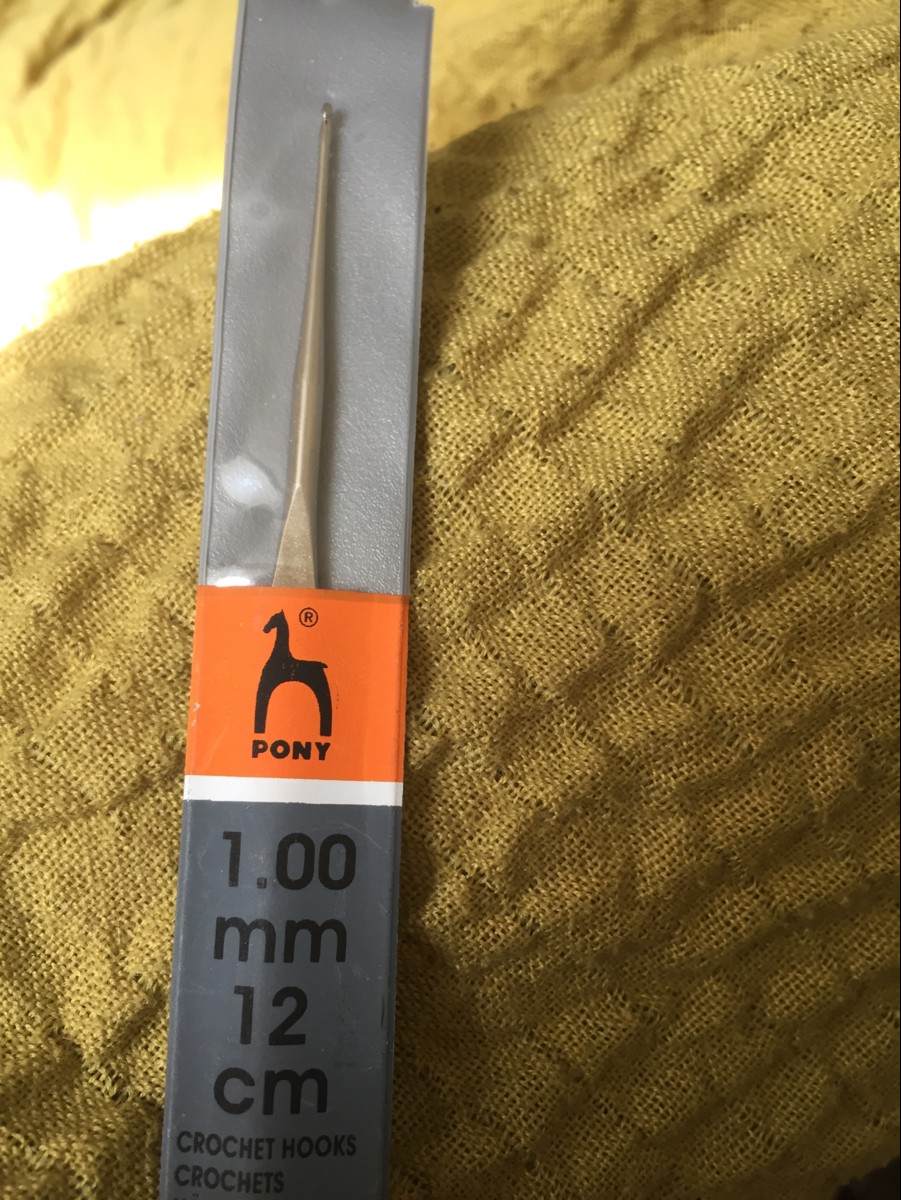 ®
PONY
1.00
mm
12
cm
CROCHET HOOKS
CROCHETS